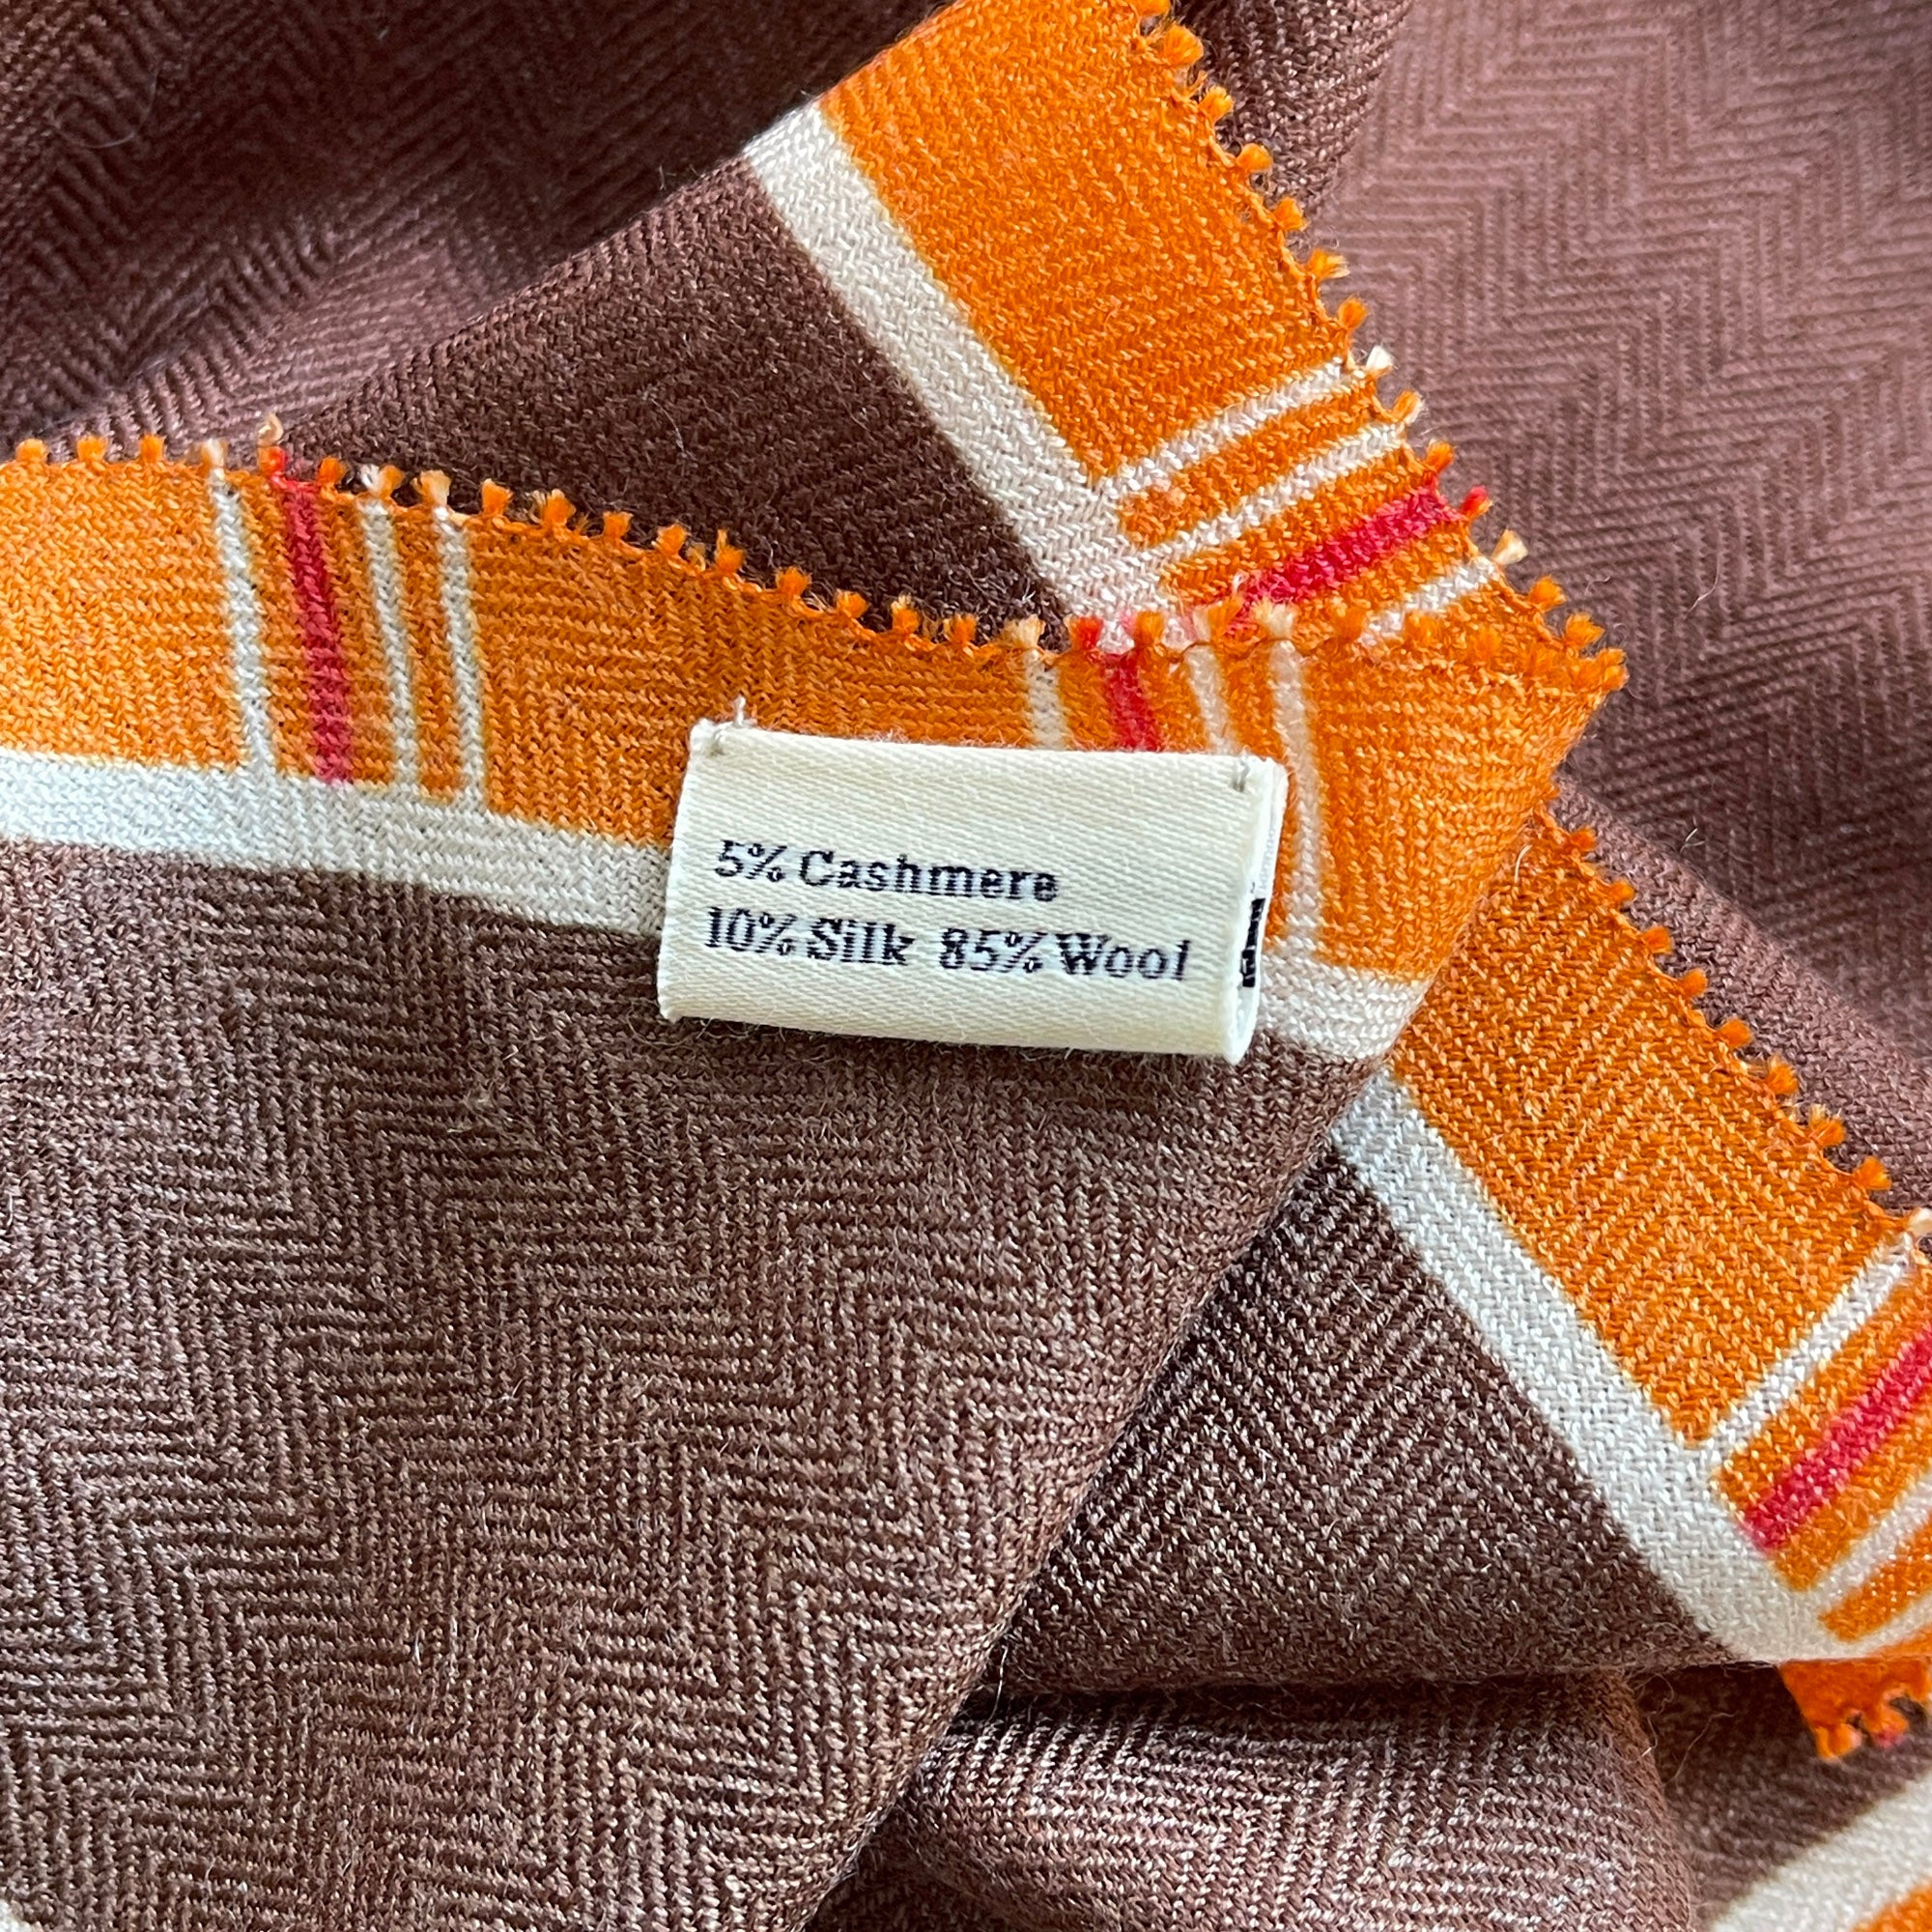 5% Cashmere
10% Silk 85% Wool